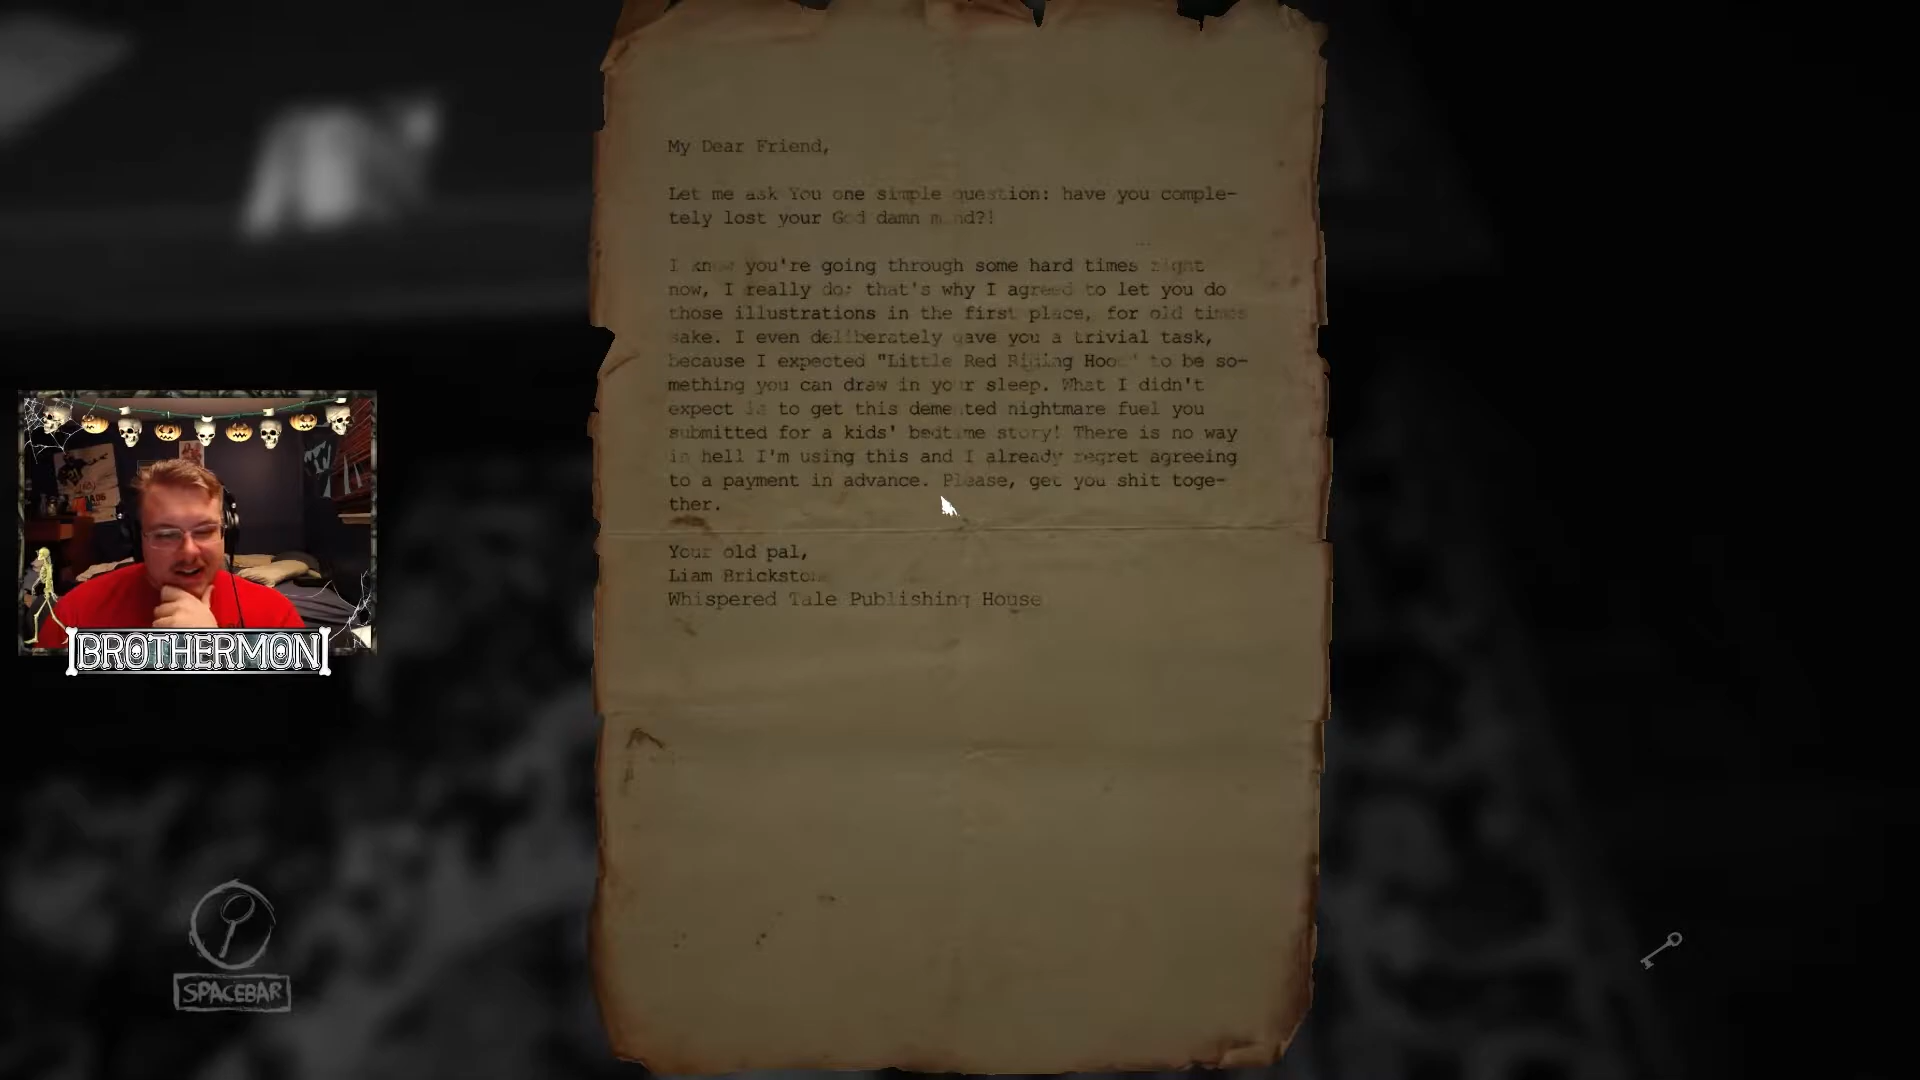 My Dear Friend,
Let me ask You one simple question: have you comple-
tely lost your God damn mind?!
I know you're going through some hard times right
now, I really do; that's why I agreed to let you do
those illustrations in the first place, for old times
sake. I even deliberately gave you a trivial task,
because I expected "Little Red Riding Hood" to be so-
mething you can draw in your sleep. What I didn't
expect is to get this demented nightmare fuel you
submitted for a kids' bedtime story! There is no way
in hell I'm using this and I already regret agreeing
to a payment in advance. Please, get you shit toge-
ther.
Your old pal,
Liam Brickstone
Whispered Tale Publishing House
BROTHERMON
SPACEBAR